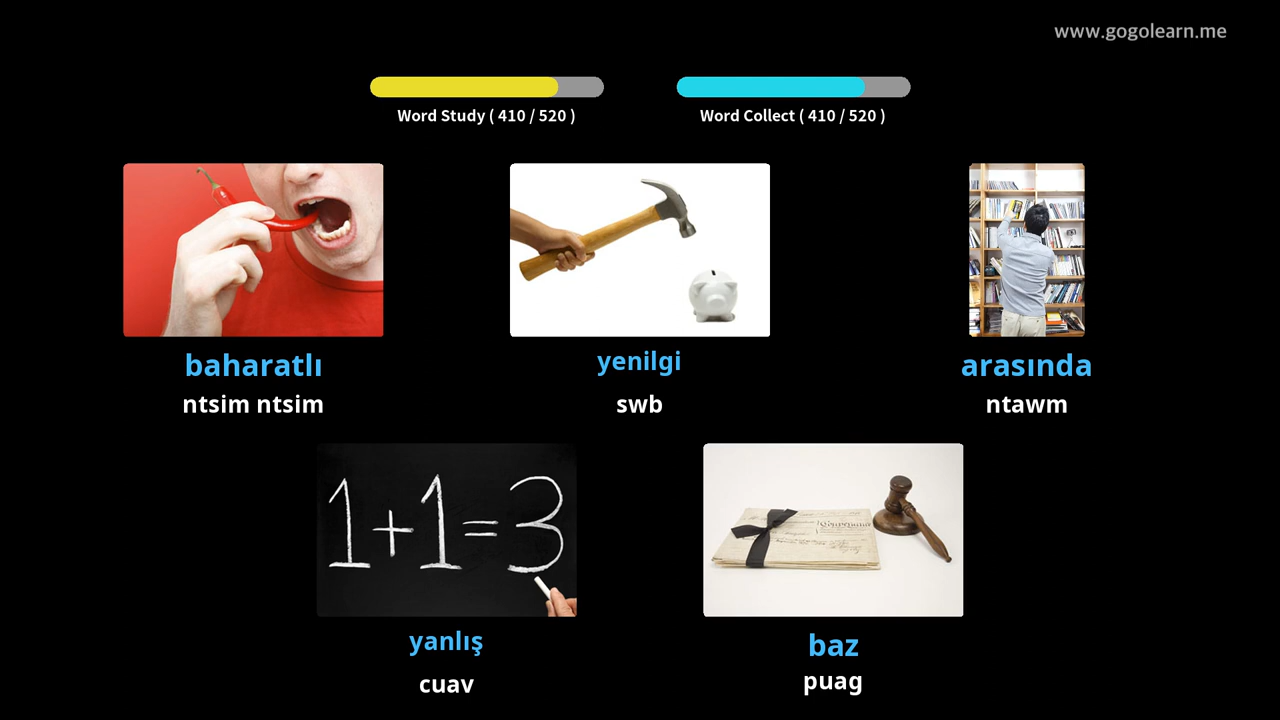 www.gogolearn.me
Word Study ( 410 / 520 )
Word Collect ( 410 / 520 )
baharatlı
ntsim ntsim
yenilgi
swb
arasında
ntawm
1+1=3
yanlış
cuav
baz
puag